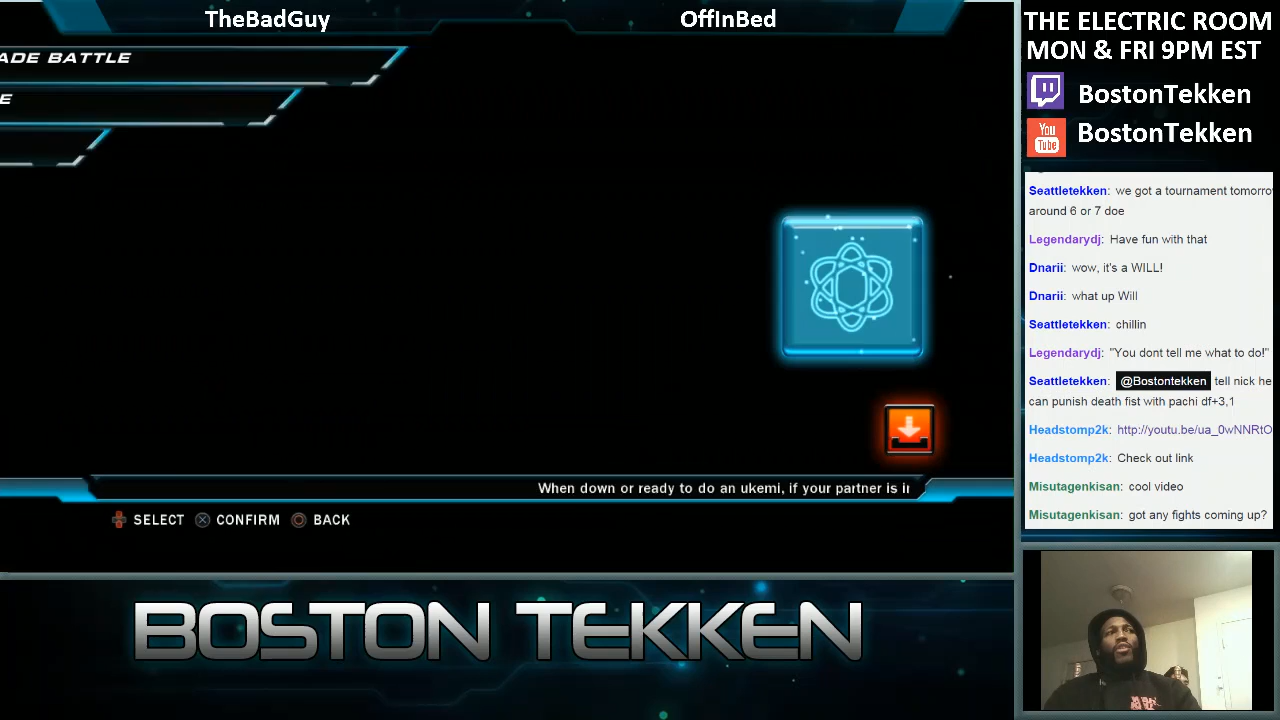 TheBadGuy
OffInBed
THE ELECTRIC ROOM
MON & FRI 9PM EST
BostonTekken
You Tube
BostonTekken
ADE BATTLE
E
Seattletekken: we got a tournament tomorro
around 6 or 7 doe
Legendarydj: Have fun with that
Dnarii: wow, it's a WILL!
Dnarii: what up Will
Seattletekken: chillin
Legendarydj: "You dont tell me what to do!"
Seattletekken: @Bostontekken tell nick he
can punish death fist with pachi df+3,1
Headstomp2k: http://youtu.be/ua_0wNNRtO
Headstomp2k: Check out link
Misutagenkisan: cool video
Misutagenkisan: got any fights coming up?
When down or ready to do an ukemi, if your partner is i
SELECT CONFIRM BACK
BOSTON TEKKEN